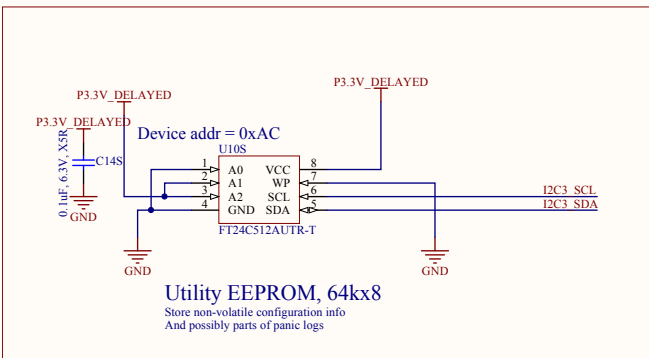 P3.3V_DELAYED
P3.3V_DELAYED
P3.3V_DELAYED
Device addr = 0xAC
U10S
C14S
0.1uF, 6.3V, X5R
GND
1 A0 VCC 8
2 A1 WP 7
3 A2 SCL 6
4 GND SDA 5
FT24C512AUTR-T
I2C3_SCL
I2C3_SDA
GND
GND
Utility EEPROM, 64kx8
Store non-volatile configuration info
And possibly parts of panic logs